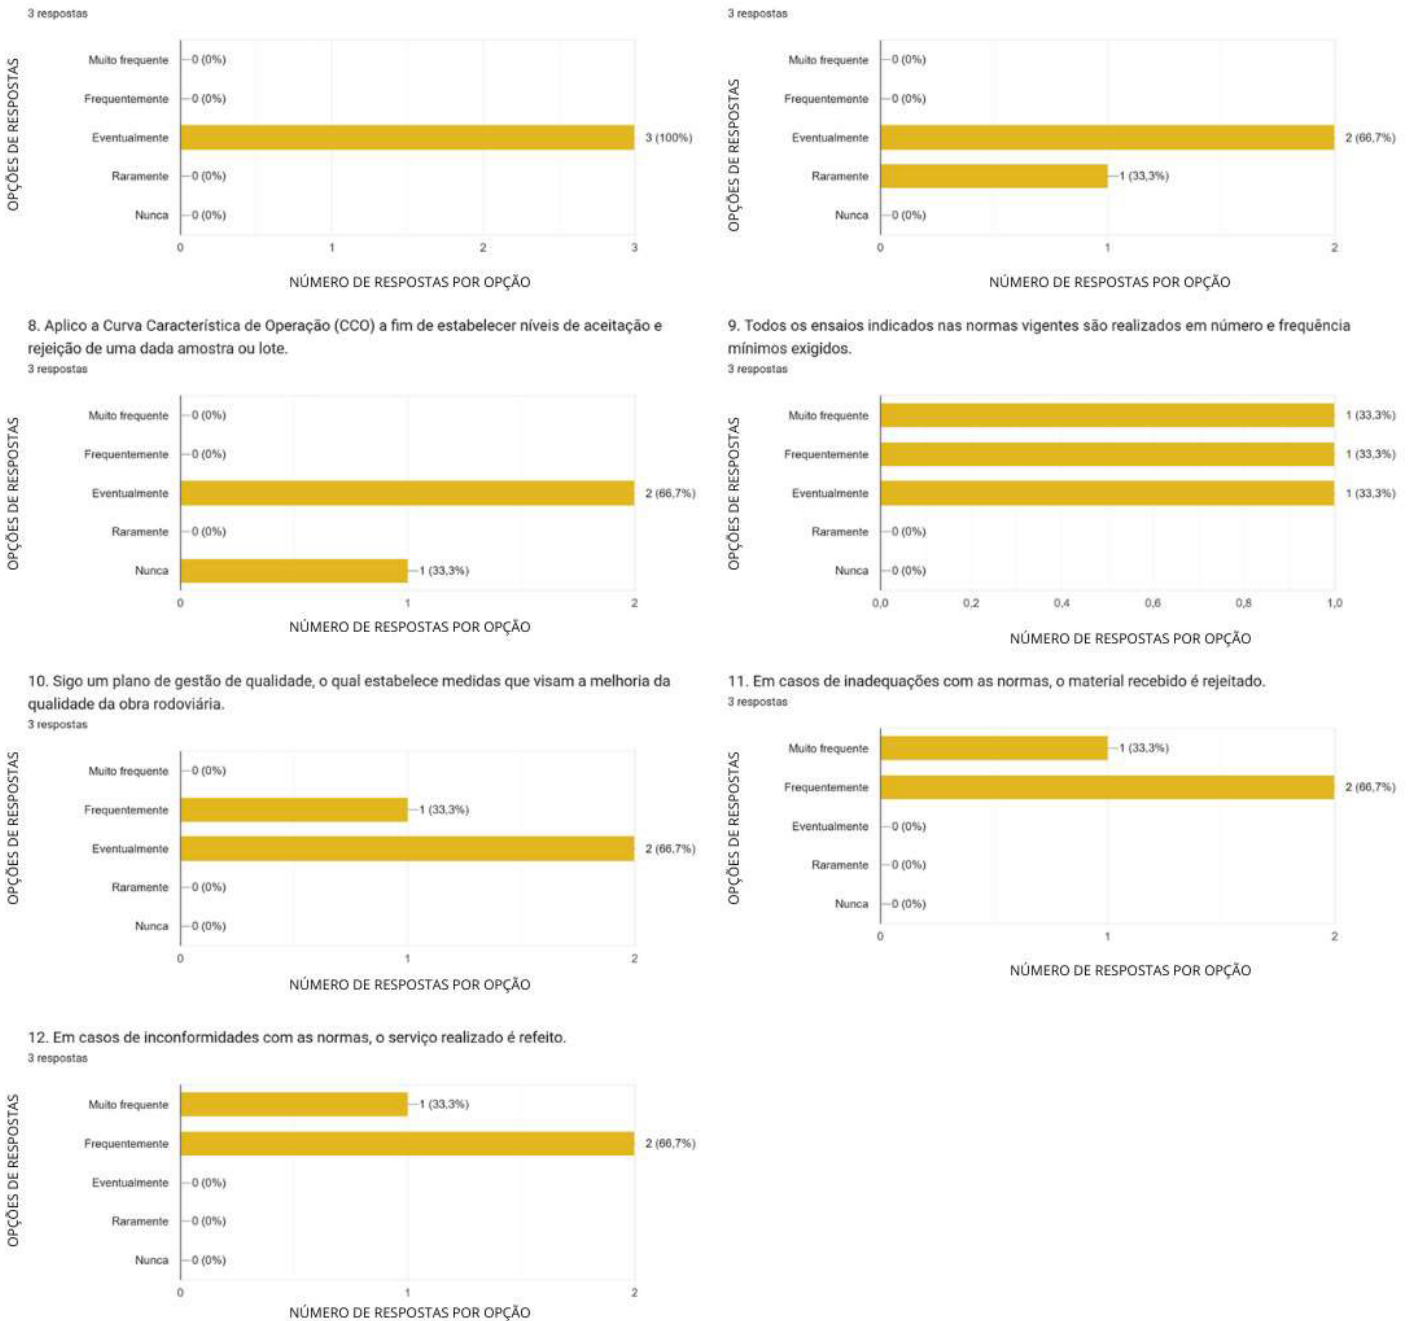 3 respostas
OPÇÕES DE RESPOSTAS
Muito frequente
0 (0%)
Frequentemente
0 (0%)
Eventualmente
3 (100%)
Raramente
0 (0%)
Nunca
0 (0%)
0 1 2 3
NÚMERO DE RESPOSTAS POR OPÇÃO
3 respostas
OPÇÕES DE RESPOSTAS
Muito frequente
0 (0%)
Frequentemente
0 (0%)
Eventualmente
2 (66,7%)
Raramente
1 (33,3%)
Nunca
0 (0%)
0 1 2
NÚMERO DE RESPOSTAS POR OPÇÃO
8. Aplico a Curva Característica de Operação (CCO) a fim de estabelecer níveis de aceitação e
rejeição de uma dada amostra ou lote.
3 respostas
OPÇÕES DE RESPOSTAS
Muito frequente
0 (0%)
Frequentemente
0 (0%)
Eventualmente
2 (66,7%)
Raramente
0 (0%)
Nunca
1 (33,3%)
0 1 2
NÚMERO DE RESPOSTAS POR OPÇÃO
9. Todos os ensaios indicados nas normas vigentes são realizados em número e frequência
mínimos exigidos.
3 respostas
OPÇÕES DE RESPOSTAS
Muito frequente
1 (33,3%)
Frequentemente
1 (33,3%)
Eventualmente
1 (33,3%)
Raramente
0 (0%)
Nunca
0 (0%)
0,0 0,2 0,4 0,6 0,8 1,0
NÚMERO DE RESPOSTAS POR OPÇÃO
10. Sigo um plano de gestão de qualidade, o qual estabelece medidas que visam a melhoria da
qualidade da obra rodoviária.
3 respostas
OPÇÕES DE RESPOSTAS
Muito frequente
0 (0%)
Frequentemente
1 (33,3%)
Eventualmente
2 (66,7%)
Raramente
0 (0%)
Nunca
0 (0%)
0 1 2
NÚMERO DE RESPOSTAS POR OPÇÃO
11. Em casos de inadequações com as normas, o material recebido é rejeitado.
3 respostas
OPÇÕES DE RESPOSTAS
Muito frequente
1 (33,3%)
Frequentemente
2 (66,7%)
Eventualmente
0 (0%)
Raramente
0 (0%)
Nunca
0 (0%)
0 1 2
NÚMERO DE RESPOSTAS POR OPÇÃO
12. Em casos de inconformidades com as normas, o serviço realizado é refeito.
3 respostas
OPÇÕES DE RESPOSTAS
Muito frequente
1 (33,3%)
Frequentemente
2 (66,7%)
Eventualmente
0 (0%)
Raramente
0 (0%)
Nunca
0 (0%)
0 1 2
NÚMERO DE RESPOSTAS POR OPÇÃO